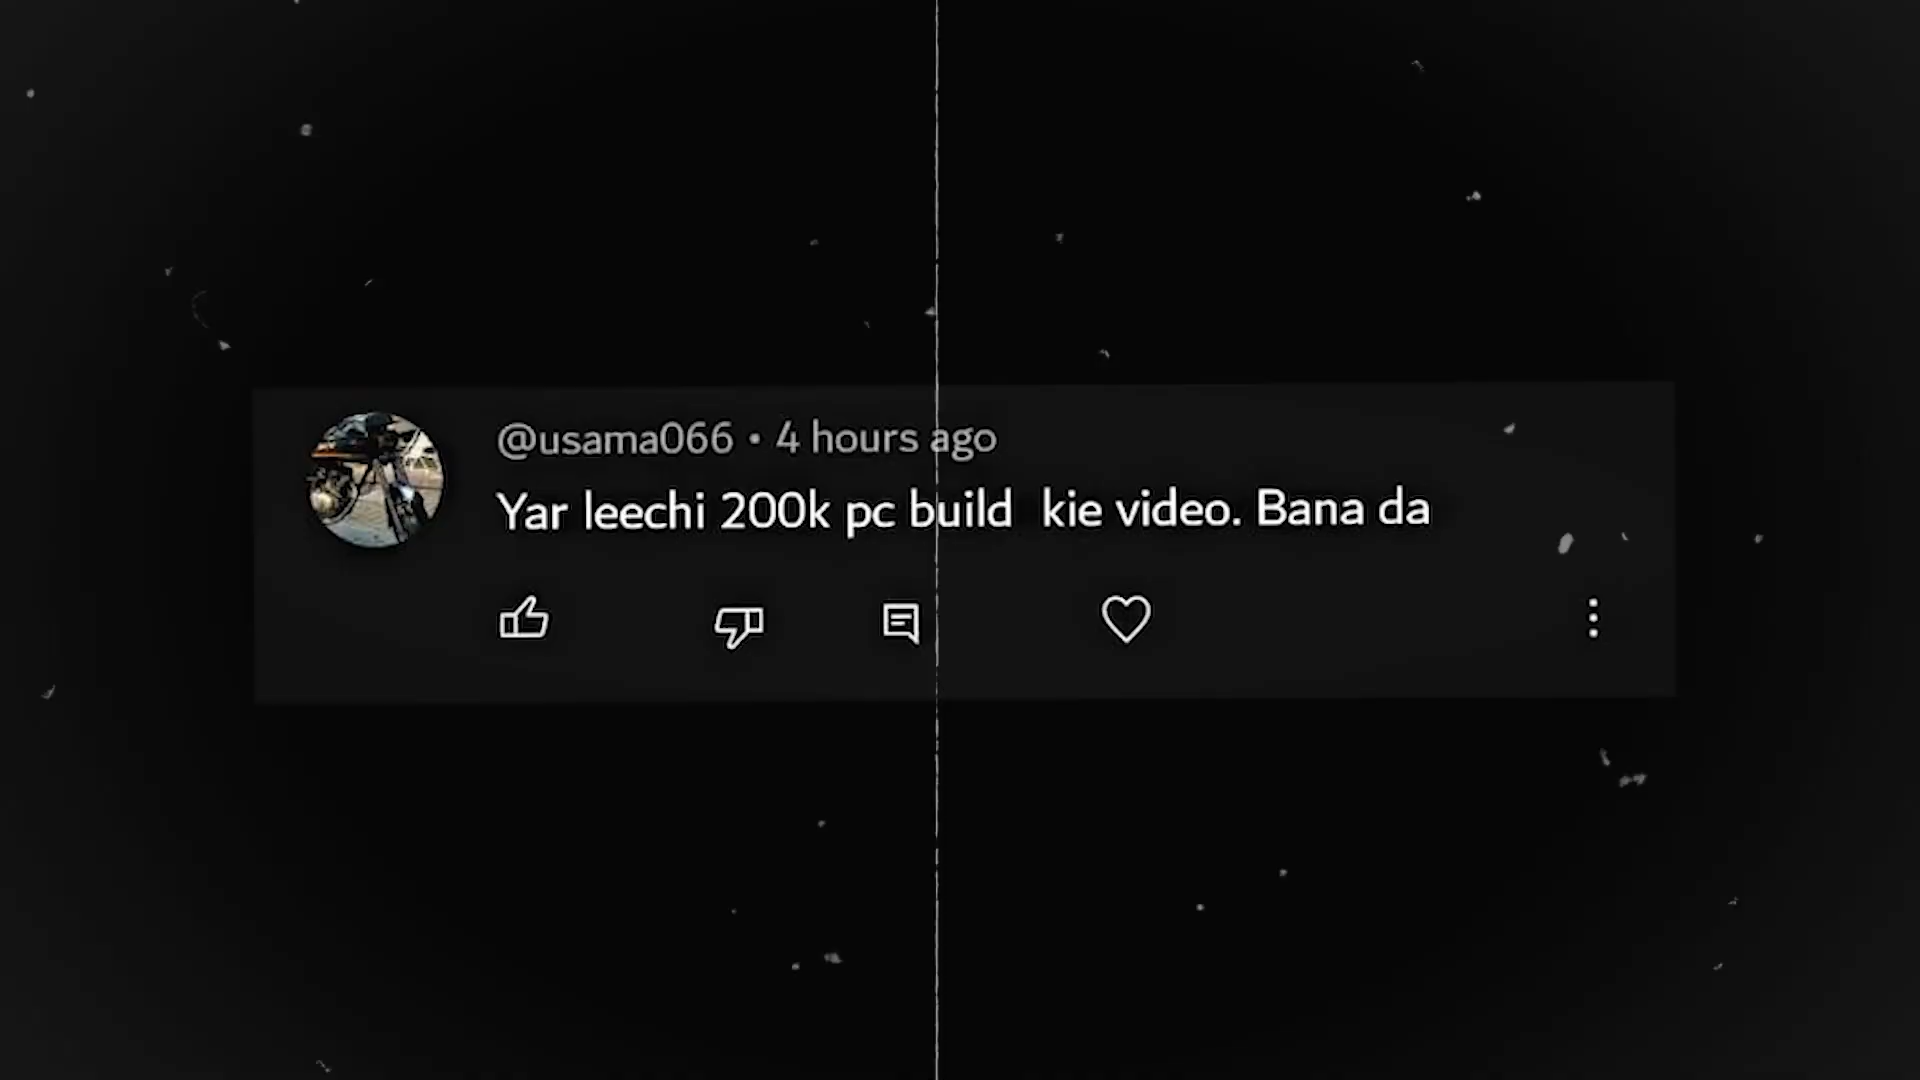 @usama066 • 4 hours ago
Yar leechi 200k pc build  kie video. Bana da